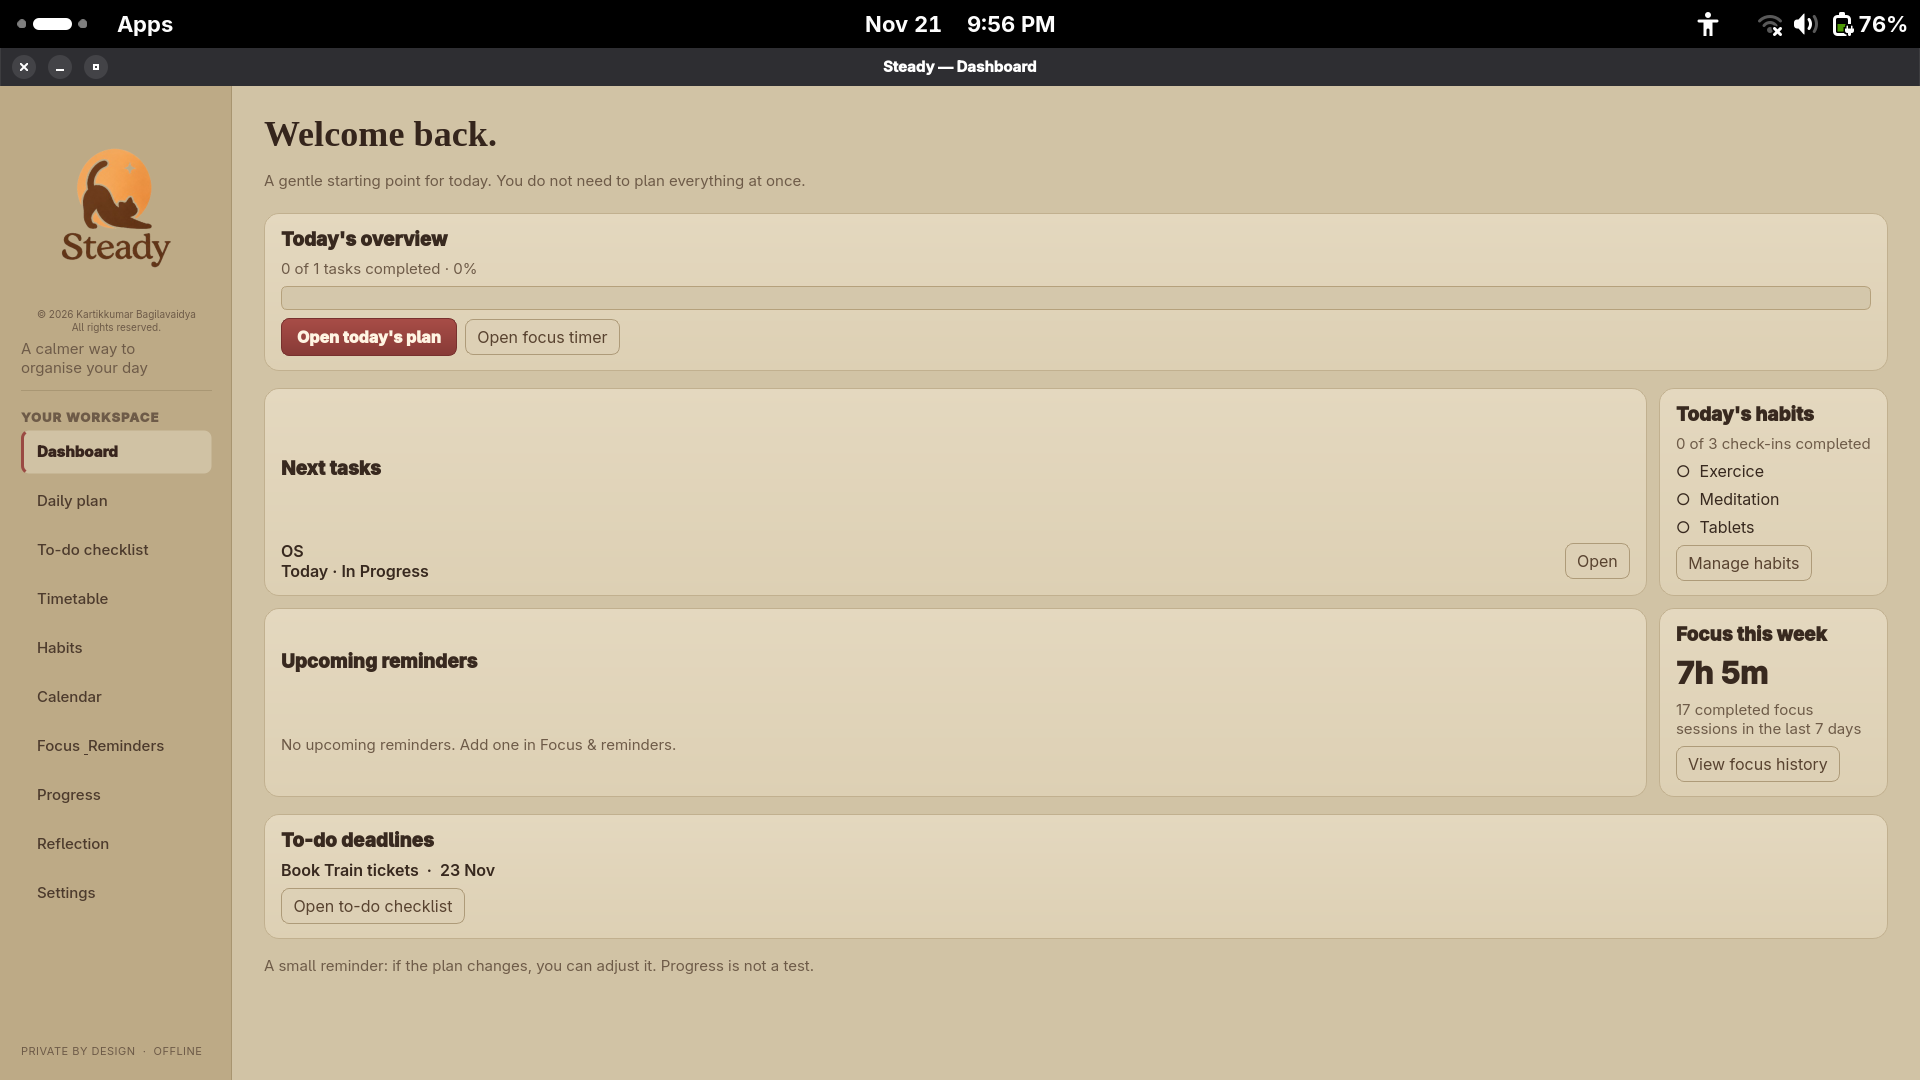 Apps
Nov 21 9:56 PM
76%
Steady — Dashboard
Steady
© 2026 Kartikkumar Bagilavaidya
All rights reserved.
A calmer way to
organise your day
YOUR WORKSPACE
Dashboard
Daily plan
To-do checklist
Timetable
Habits
Calendar
Focus _Reminders
Progress
Reflection
Settings
PRIVATE BY DESIGN · OFFLINE
Welcome back.
A gentle starting point for today. You do not need to plan everything at once.
Today's overview
0 of 1 tasks completed · 0%
Open today's plan
Open focus timer
Next tasks
OS
Today · In Progress
Open
Today's habits
0 of 3 check-ins completed
Exercice
Meditation
Tablets
Manage habits
Upcoming reminders
No upcoming reminders. Add one in Focus & reminders.
Focus this week
7h 5m
17 completed focus
sessions in the last 7 days
View focus history
To-do deadlines
Book Train tickets · 23 Nov
Open to-do checklist
A small reminder: if the plan changes, you can adjust it. Progress is not a test.